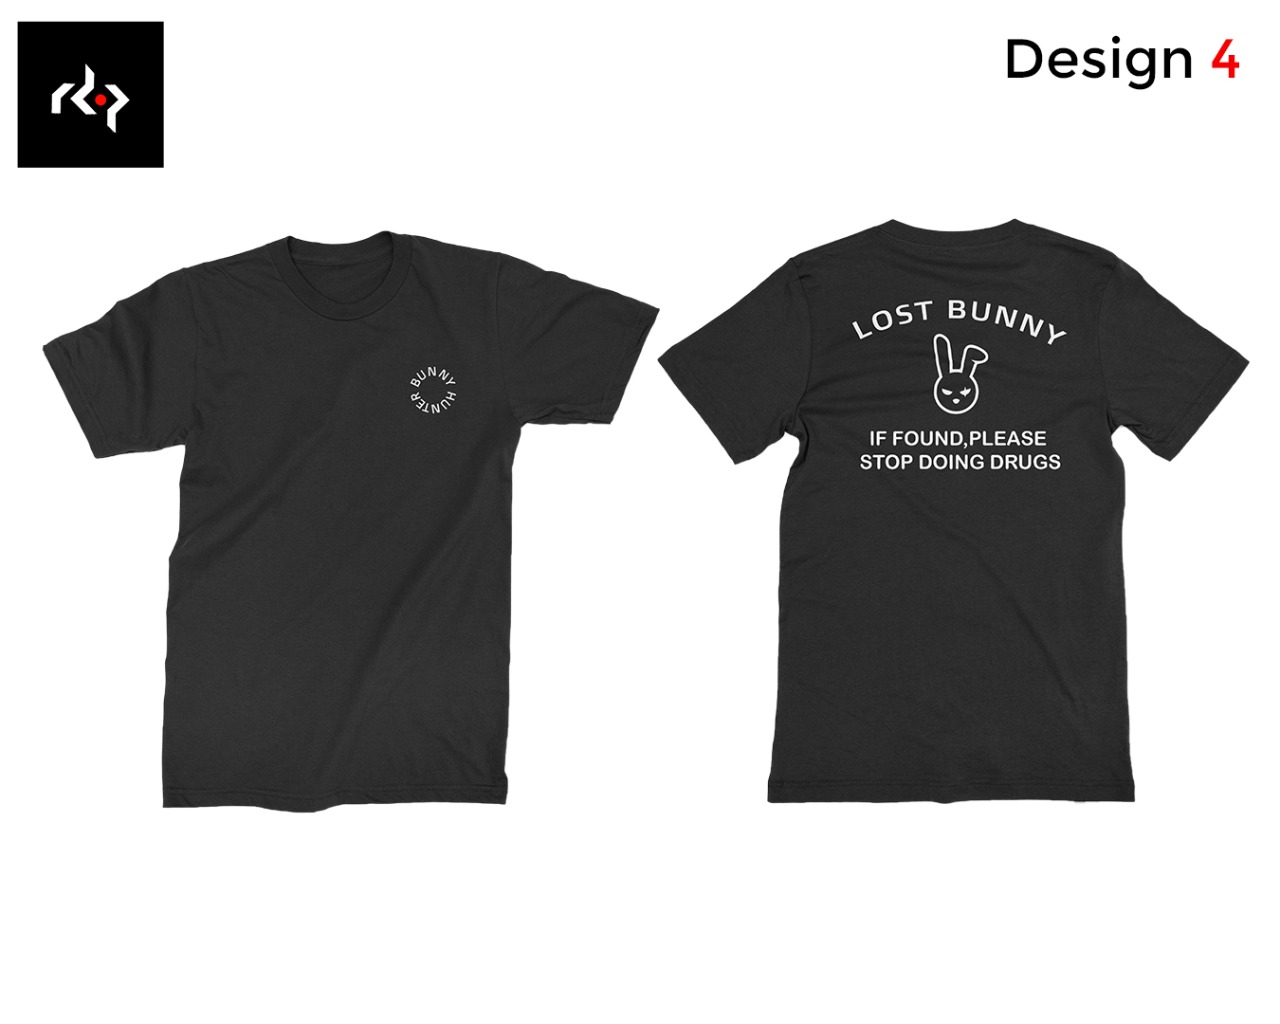 Design 4
BUNNY HUNTER
LOST BUNNY
IF FOUND,PLEASE
STOP DOING DRUGS